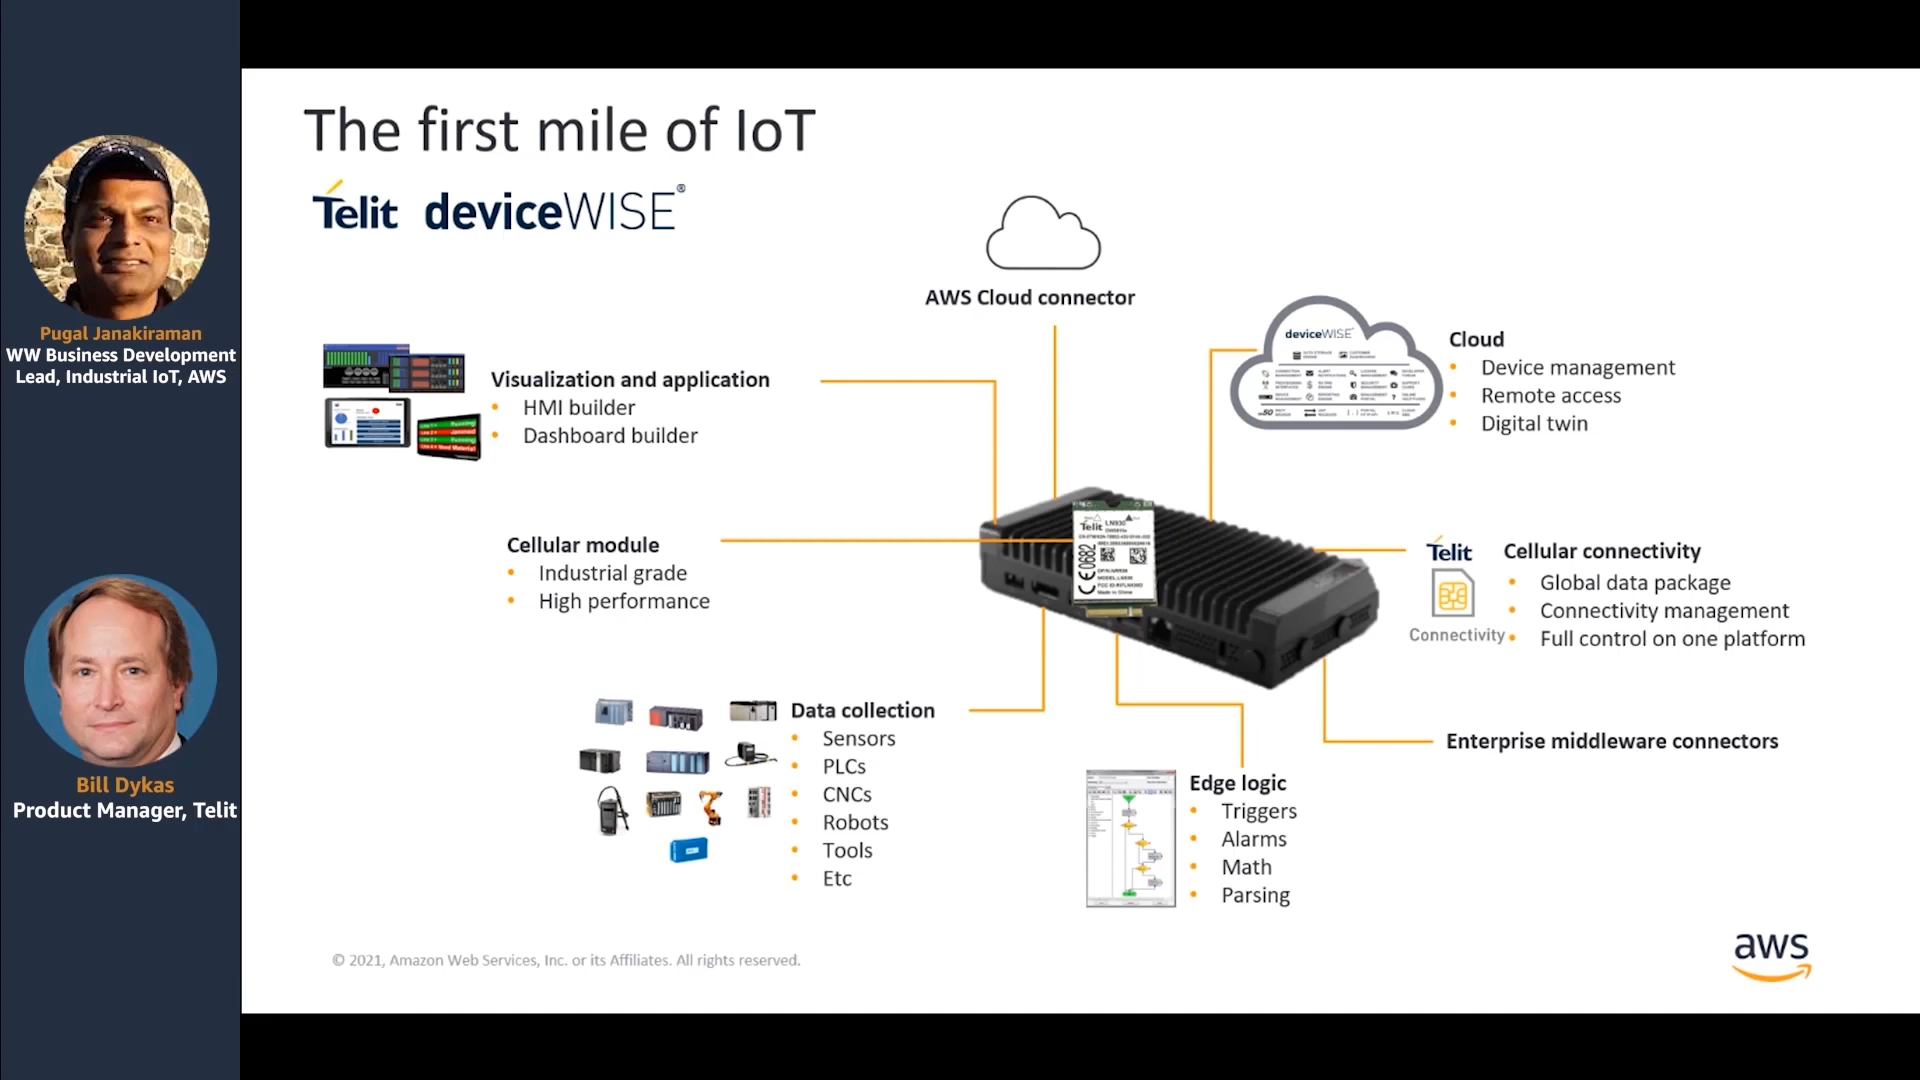 Pugal Janakiraman
WW Business Development
Lead, Industrial IoT, AWS
Bill Dykas
Product Manager, Telit
The first mile of IoT
Telit deviceWISE®
AWS Cloud connector
deviceWISE
Cloud
• Device management
• Remote access
• Digital twin
Visualization and application
• HMI builder
• Dashboard builder
Cellular module
• Industrial grade
• High performance
Telit LN930
CE0682
Telit
Connectivity
Cellular connectivity
• Global data package
• Connectivity management
• Full control on one platform
Data collection
• Sensors
• PLCs
• CNCs
• Robots
• Tools
• Etc
Enterprise middleware connectors
Edge logic
• Triggers
• Alarms
• Math
• Parsing
© 2021, Amazon Web Services, Inc. or its Affiliates. All rights reserved.
aws